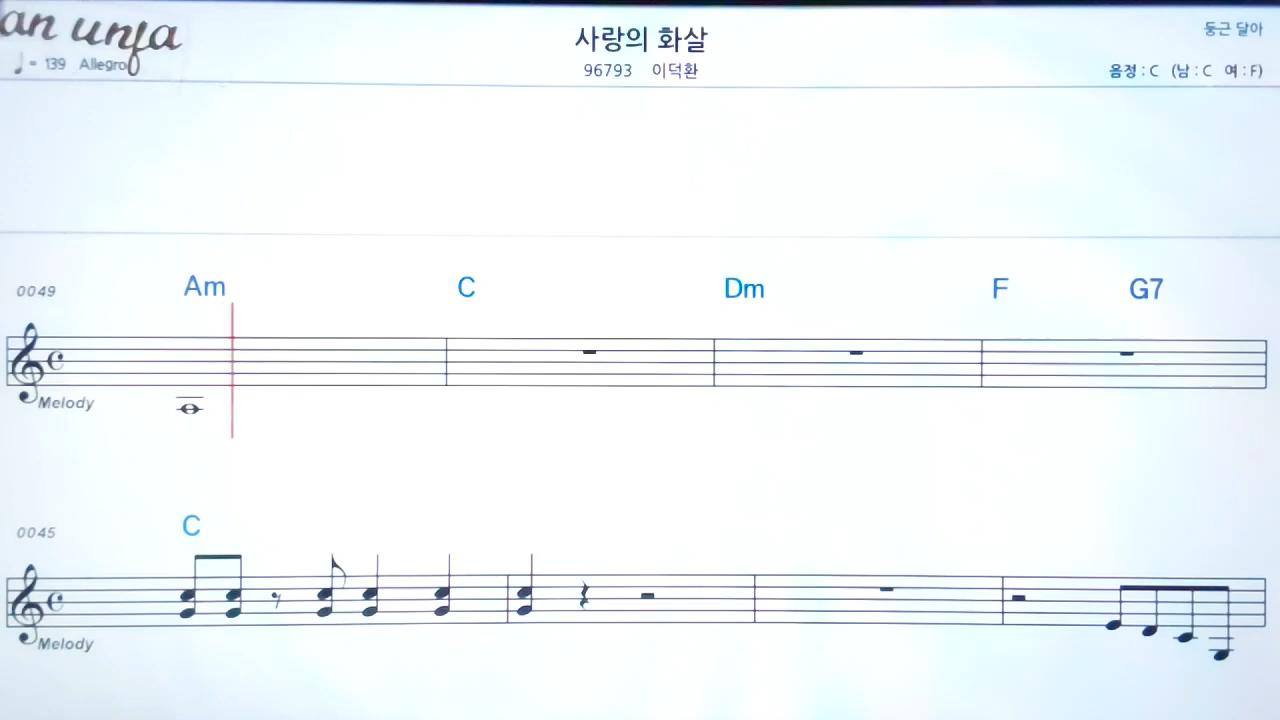 an unfa
♩= 139 Allegro
사랑의 화살
96793 이덕환
둥근 달아
음정 : C (남 : C 여 : F)
0049 Am C Dm F G7
Melody
0045 C
Melody